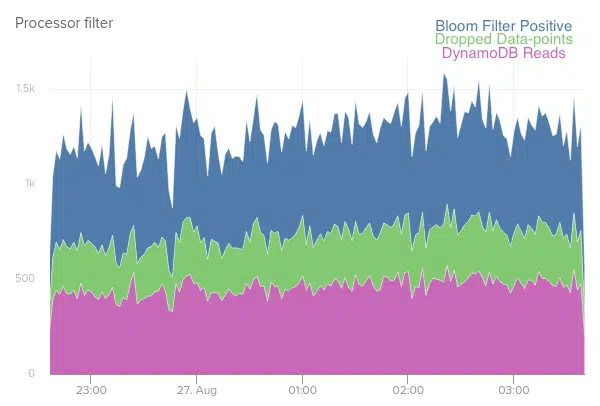 Processor filter
Bloom Filter Positive
Dropped Data-points
DynamoDB Reads
1.5k
1k
500
0
23:00
27. Aug
01:00
02:00
03:00